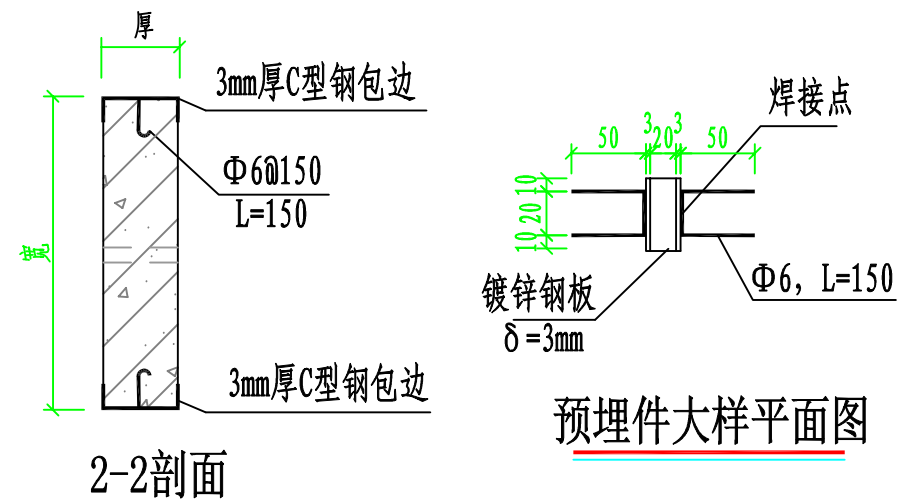 厚
3mm厚C型钢包边
Φ6@150
L=150
宽
3mm厚C型钢包边
2-2剖面
焊接点
50 3 20 3 50
10
20
10
镀锌钢板
δ=3mm
Φ6, L=150
预埋件大样平面图